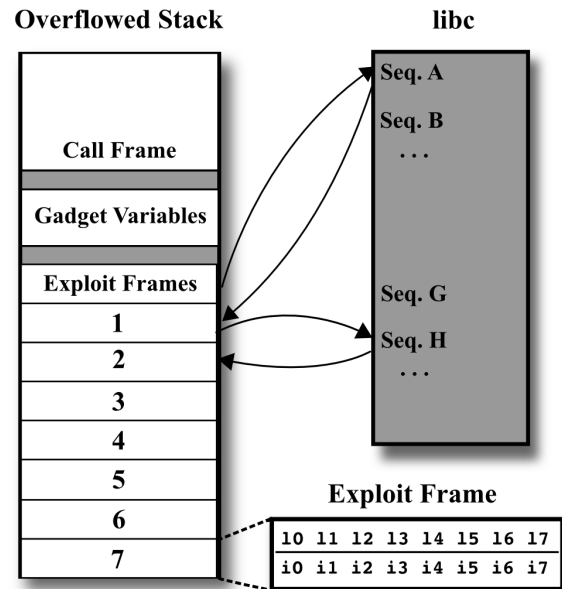 Overflowed Stack
libc
Call Frame
Gadget Variables
Exploit Frames
1
2
3
4
5
6
7
Seq. A
Seq. B
...
Seq. G
Seq. H
...
Exploit Frame
l0 l1 l2 l3 l4 l5 l6 l7
i0 i1 i2 i3 i4 i5 i6 i7